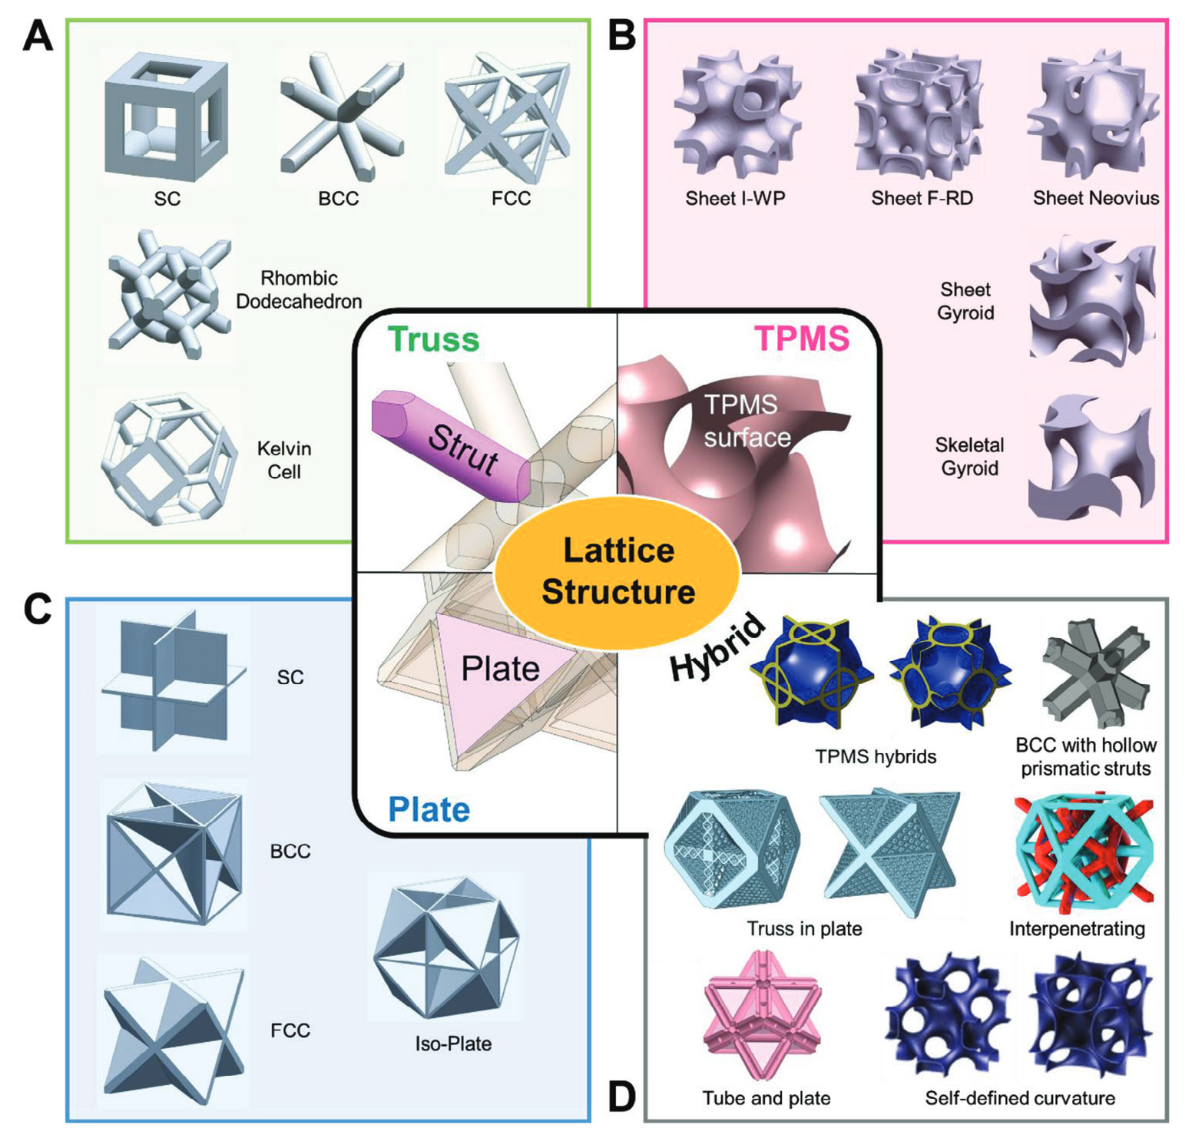 A
SC
BCC
FCC
Rhombic
Dodecahedron
Kelvin
Cell
B
Sheet I-WP
Sheet F-RD
Sheet Neovius
Sheet
Gyroid
Skeletal
Gyroid
Truss
Strut
TPMS
TPMS
surface
Lattice
Structure
Plate
Plate
Hybrid
C
SC
BCC
FCC
Iso-Plate
TPMS hybrids
BCC with hollow
prismatic struts
Truss in plate
Interpenetrating
Tube and plate
Self-defined curvature
D